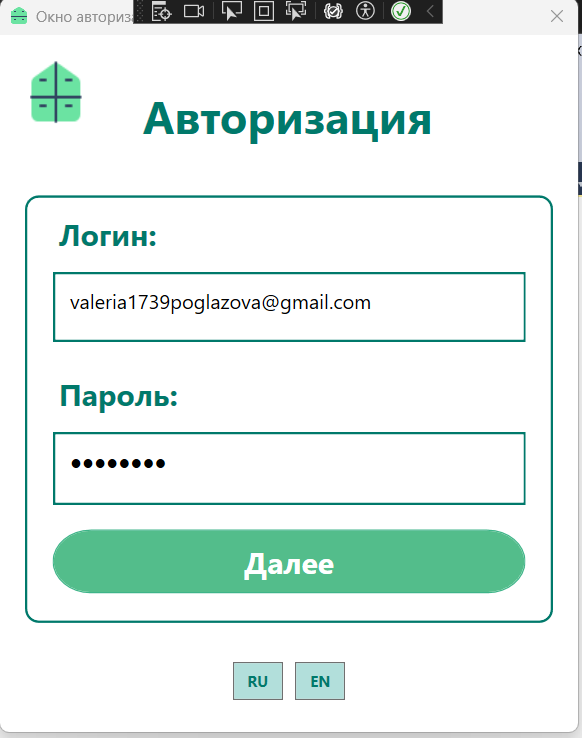 Окно авториза
Авторизация
Логин:
valeria1739poglazova@gmail.com
Пароль:
Далее
RU EN